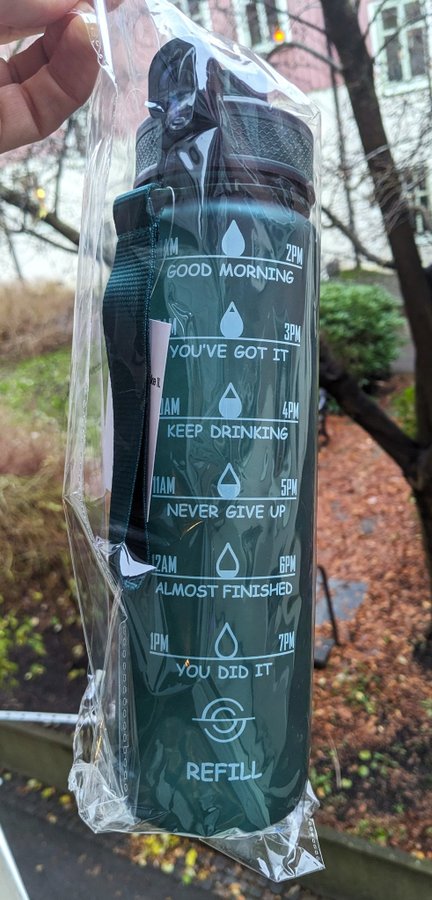 2PM
GOOD MORNING
3PM
YOU'VE GOT IT
4PM
KEEP DRINKING
11AM 5PM
NEVER GIVE UP
12AM 6PM
ALMOST FINISHED
1PM 7PM
YOU DID IT
REFILL